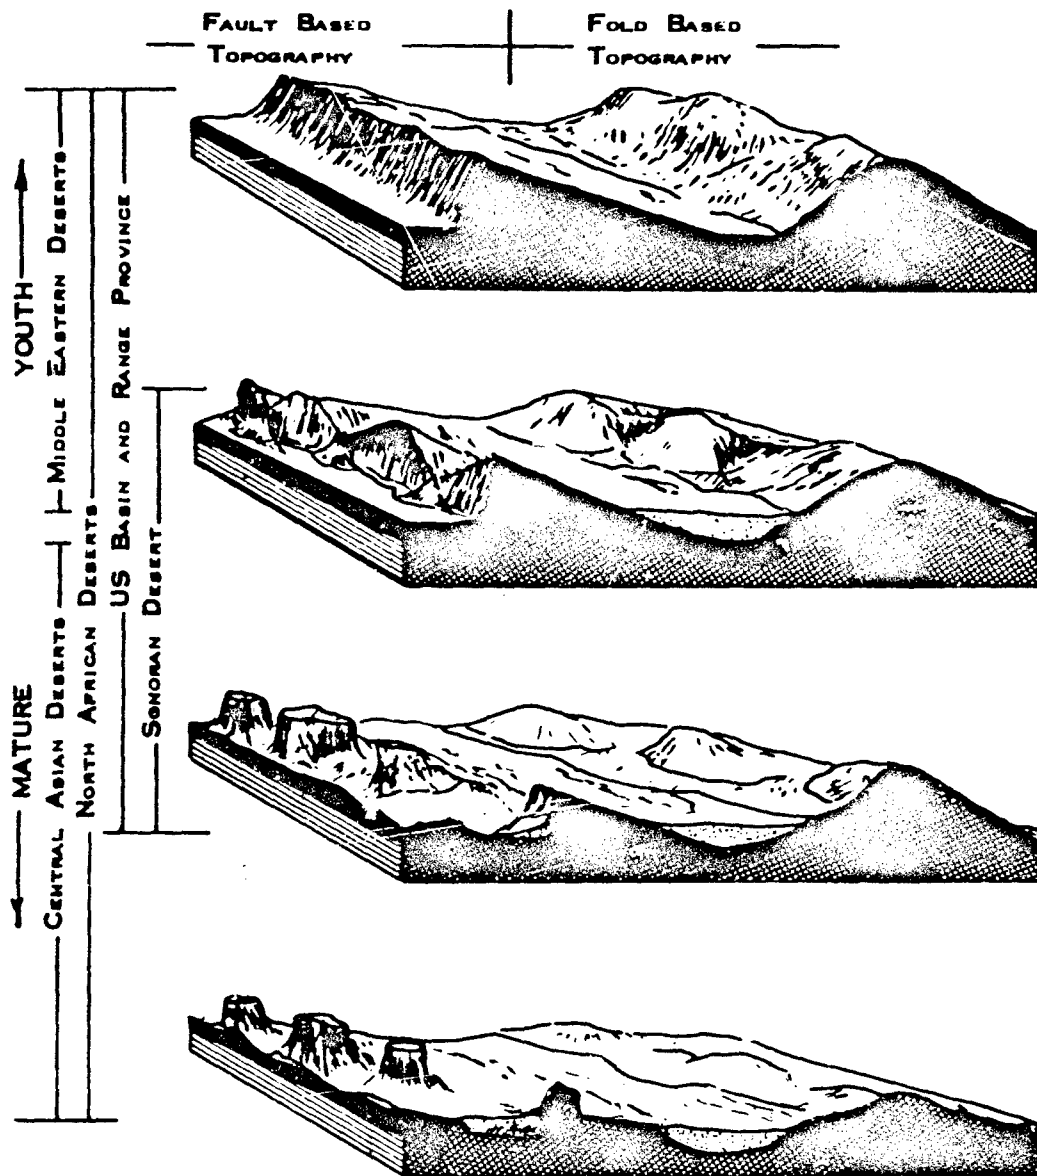 FAULT BASED
TOPOGRAPHY
FOLD BASED
TOPOGRAPHY
YOUTH
MATURE
MIDDLE EASTERN DESERTS
CENTRAL ASIAN DESERTS
NORTH AFRICAN DESERTS
US BASIN AND RANGE PROVINCE
SONORAN DESERT